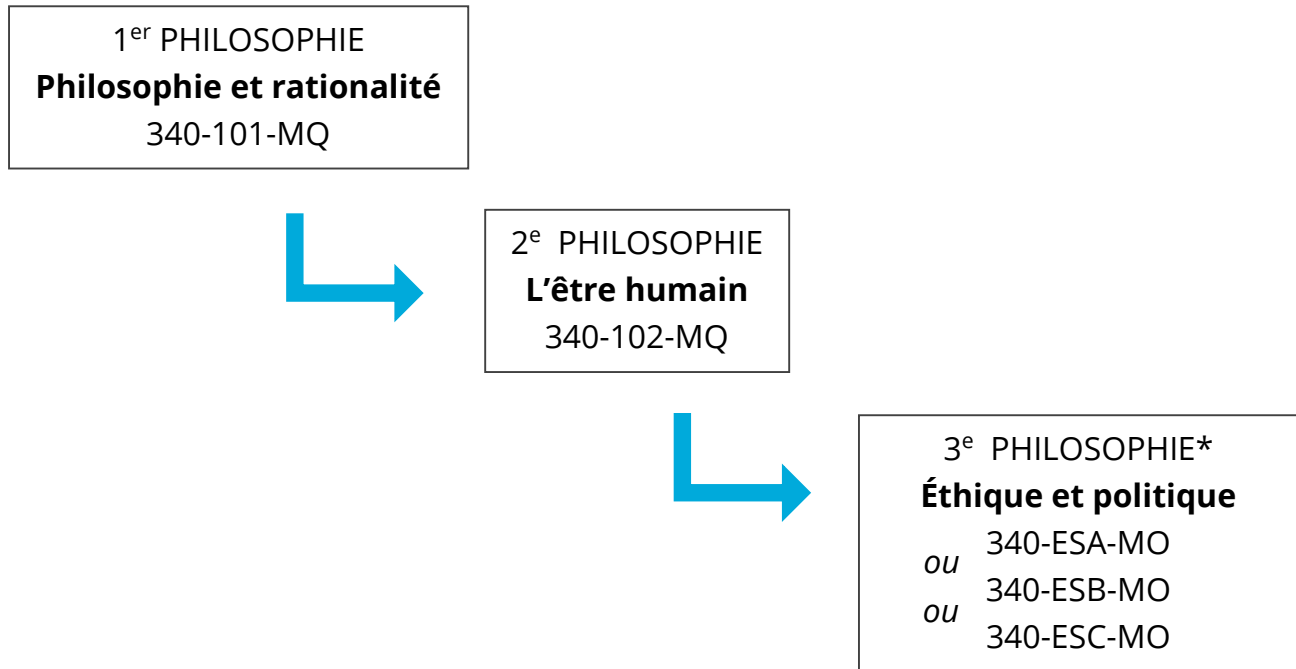 1er PHILOSOPHIE
Philosophie et rationalité
340-101-MQ
2e PHILOSOPHIE
L’être humain
340-102-MQ
3e PHILOSOPHIE*
Éthique et politique
340-ESA-MO
ou
340-ESB-MO
ou
340-ESC-MO